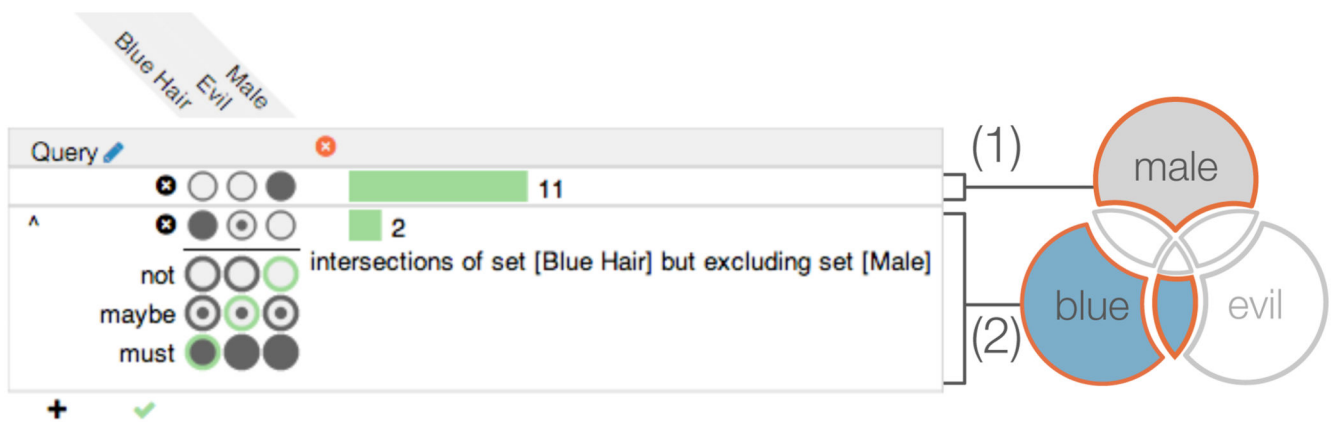 Blue Hair
Evil
Male
Query
11
2
intersections of set [Blue Hair] but excluding set [Male]
not
maybe
must
(1)
(2)
male
blue
evil